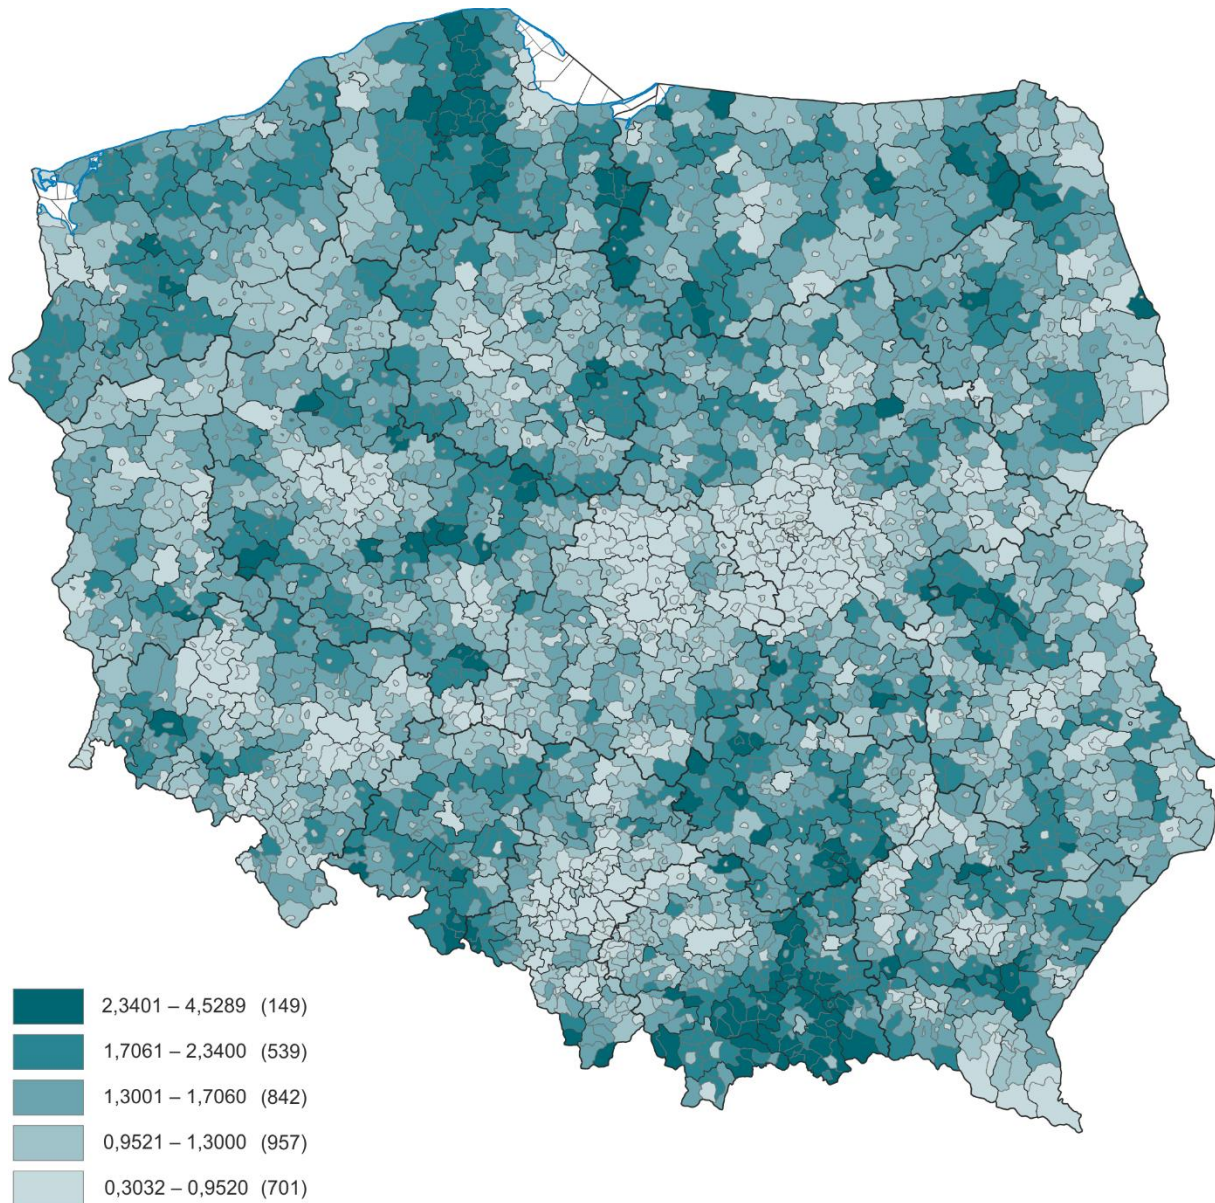 2,3401 – 4,5289 (149)
1,7061 – 2,3400 (539)
1,3001 – 1,7060 (842)
0,9521 – 1,3000 (957)
0,3032 – 0,9520 (701)